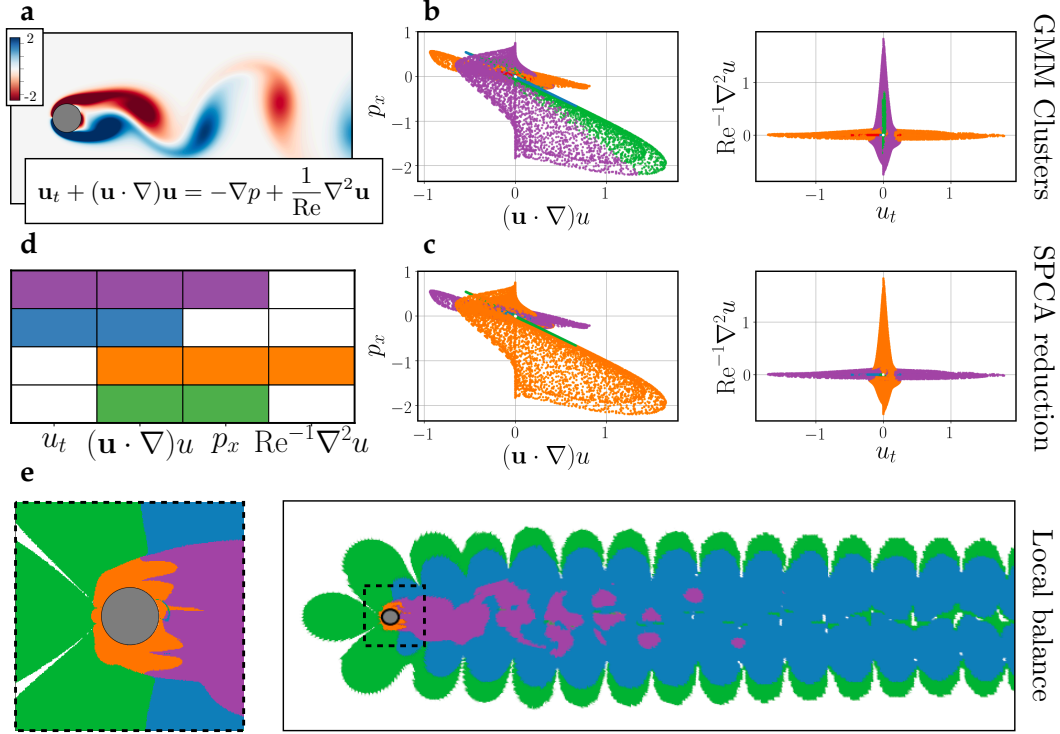 a
2
-2
𝐮_t + (𝐮 · ∇)𝐮 = −∇p + 1/Re ∇²𝐮
b
1
0
−1
−2
p_x
−1
0
1
(𝐮 · ∇)u
1
0
Re⁻¹∇²u
−1
0
1
u_t
GMM Clusters
d
u_t
(𝐮 · ∇)u
p_x
Re⁻¹∇²u
c
1
0
−1
−2
p_x
−1
0
1
(𝐮 · ∇)u
1
0
Re⁻¹∇²u
−1
0
1
u_t
SPCA reduction
e
Local balance